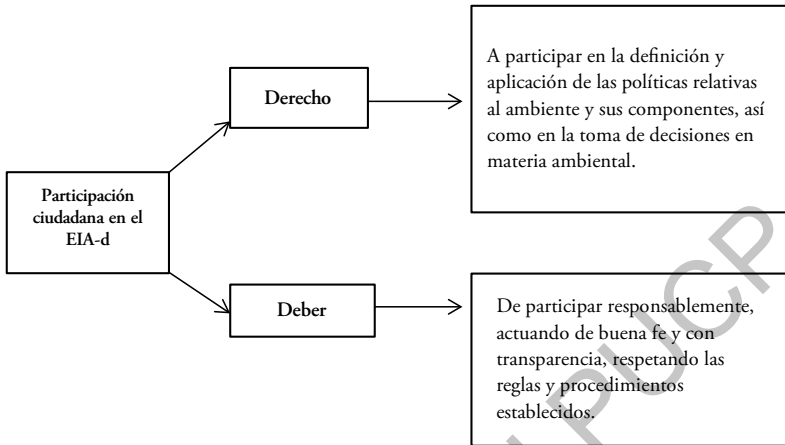 Derecho
A participar en la definición y
aplicación de las políticas relativas
al ambiente y sus componentes, así
como en la toma de decisiones en
materia ambiental.
Participación
ciudadana en el
EIA-d
Deber
De participar responsablemente,
actuando de buena fe y con
transparencia, respetando las
reglas y procedimientos
establecidos.
PUCP